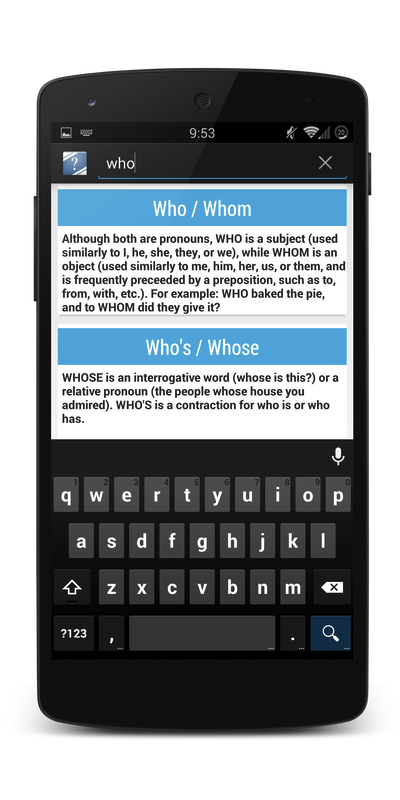 9:53
20
?
who
Who / Whom
Although both are pronouns, WHO is a subject (used
similarly to I, he, she, they, or we), while WHOM is an
object (used similarly to me, him, her, us, or them, and
is frequently preceeded by a preposition, such as to,
from, with, etc.). For example: WHO baked the pie,
and to WHOM did they give it?
Who's / Whose
WHOSE is an interrogative word (whose is this?) or a
relative pronoun (the people whose house you
admired). WHO'S is a contraction for who is or who
has.
1 2 3 4 5 6 7 8 9 0
q w e r t y u i o p
a s d f g h j k l
z x c v b n m
?123 , ... . ... ...